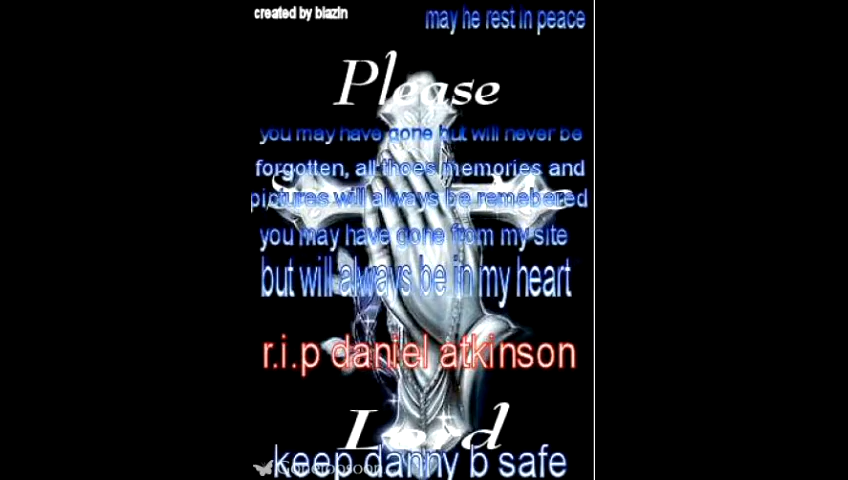 created by blazin
may he rest in peace
Please
you may have gone but will never be
forgotten, all thoes memories and
pictures will always be remebered
you may have gone from my site
but will always be in my heart
r.i.p daniel atkinson
Lord
keep danny b safe
Gonetoosoon